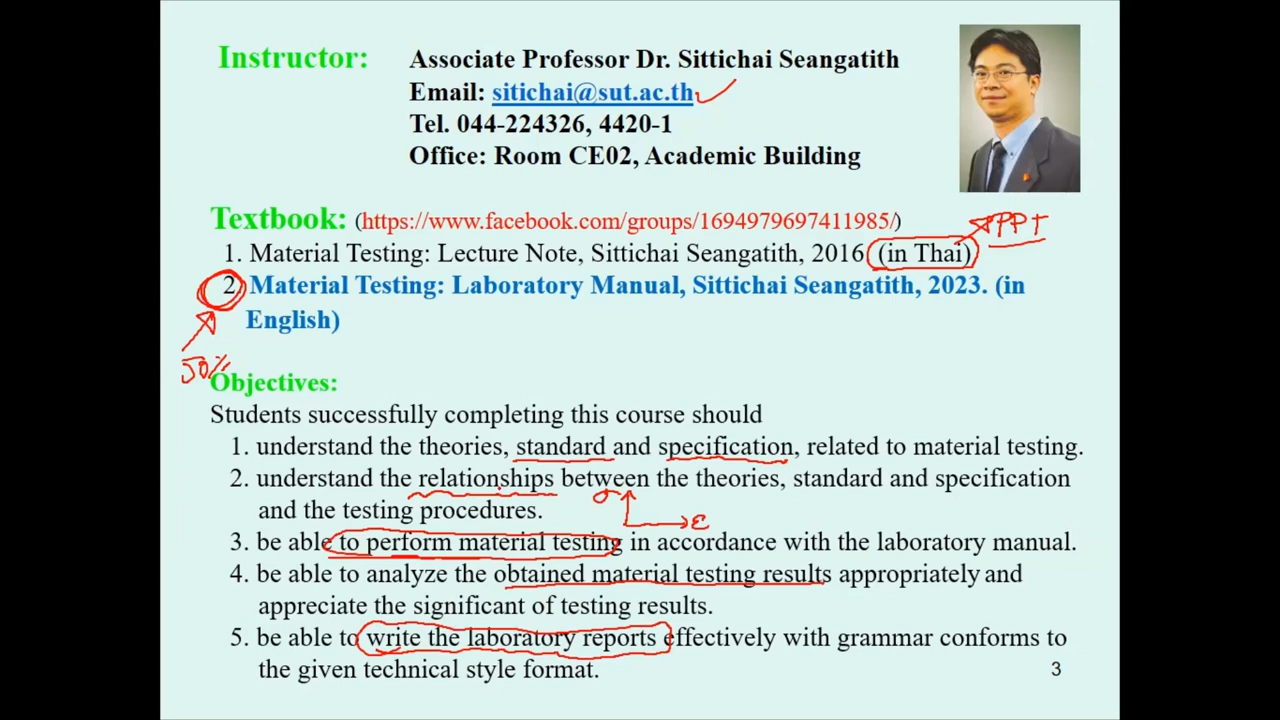 Instructor: Associate Professor Dr. Sittichai Seangatith
Email: sitichai@sut.ac.th
Tel. 044-224326, 4420-1
Office: Room CE02, Academic Building
Textbook: (https://www.facebook.com/groups/1694979697411985/)
PPT
1. Material Testing: Lecture Note, Sittichai Seangatith, 2016 (in Thai)
2. Material Testing: Laboratory Manual, Sittichai Seangatith, 2023. (in
English)
50%
Objectives:
Students successfully completing this course should
1. understand the theories, standard and specification, related to material testing.
2. understand the relationships between the theories, standard and specification
and the testing procedures.
σ
ε
3. be able to perform material testing in accordance with the laboratory manual.
4. be able to analyze the obtained material testing results appropriately and
appreciate the significant of testing results.
5. be able to write the laboratory reports effectively with grammar conforms to
the given technical style format.
3